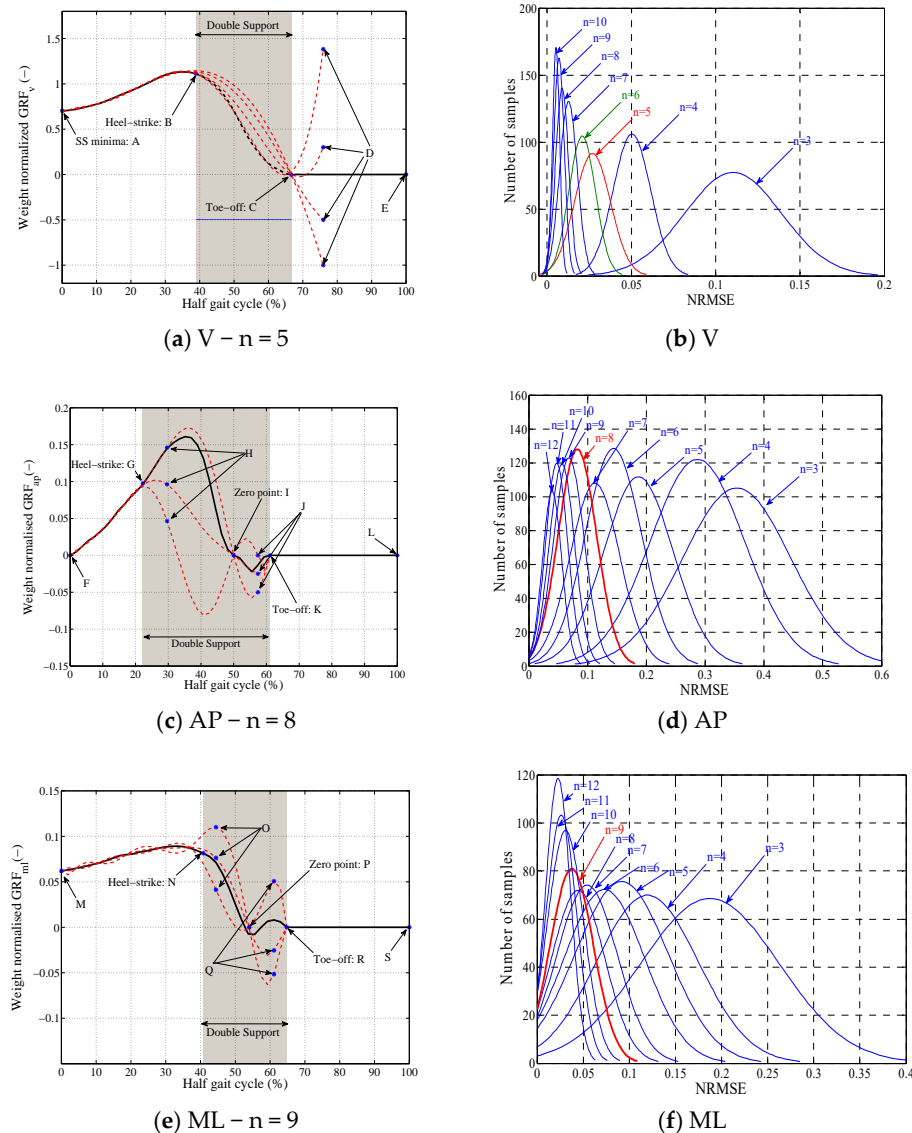 Double Support
Weight normalized GRFv(−)
1.5
1.0
0.5
0
−0.5
−1
SS minima: A
Heel-strike: B
Toe-off: C
D
E
0 10 20 30 40 50 60 70 80 90 100
Half gait cycle (%)
(a) V − n = 5
Number of samples
200
150
100
50
0
n=10
n=9
n=8
n=7
n=6
n=5
n=4
n=3
0 0.05 0.1 0.15 0.2
NRMSE
(b) V
Weight normalised GRFap(−)
0.2
0.15
0.1
0.05
0
−0.05
−0.1
0.15
Heel-strike: G
H
Zero point: I
J
L
F
Toe-off: K
Double Support
0 10 20 30 40 50 60 70 80 90 100
Half gait cycle (%)
(c) AP − n = 8
Number of samples
160
140
120
100
80
60
40
20
0
n=12
n=11
n=10
n=9
n=8
n=7
n=6
n=5
n=4
n=3
0 0.1 0.2 0.3 0.4 0.5 0.6
NRMSE
(d) AP
Weight normalised GRFml(−)
0.15
0.1
0.05
0
−0.05
−0.1
M
Heel-strike: N
O
Zero point: P
Q
Toe-off: R
S
Double Support
0 10 20 30 40 50 60 70 80 90 100
Half gait cycle (%)
(e) ML − n = 9
Number of samples
120
100
80
60
40
20
0
n=12
n=11
n=10
n=9
n=8
n=7
n=6
n=5
n=4
n=3
0 0.05 0.1 0.15 0.2 0.25 0.3 0.35 0.4
NRMSE
(f) ML